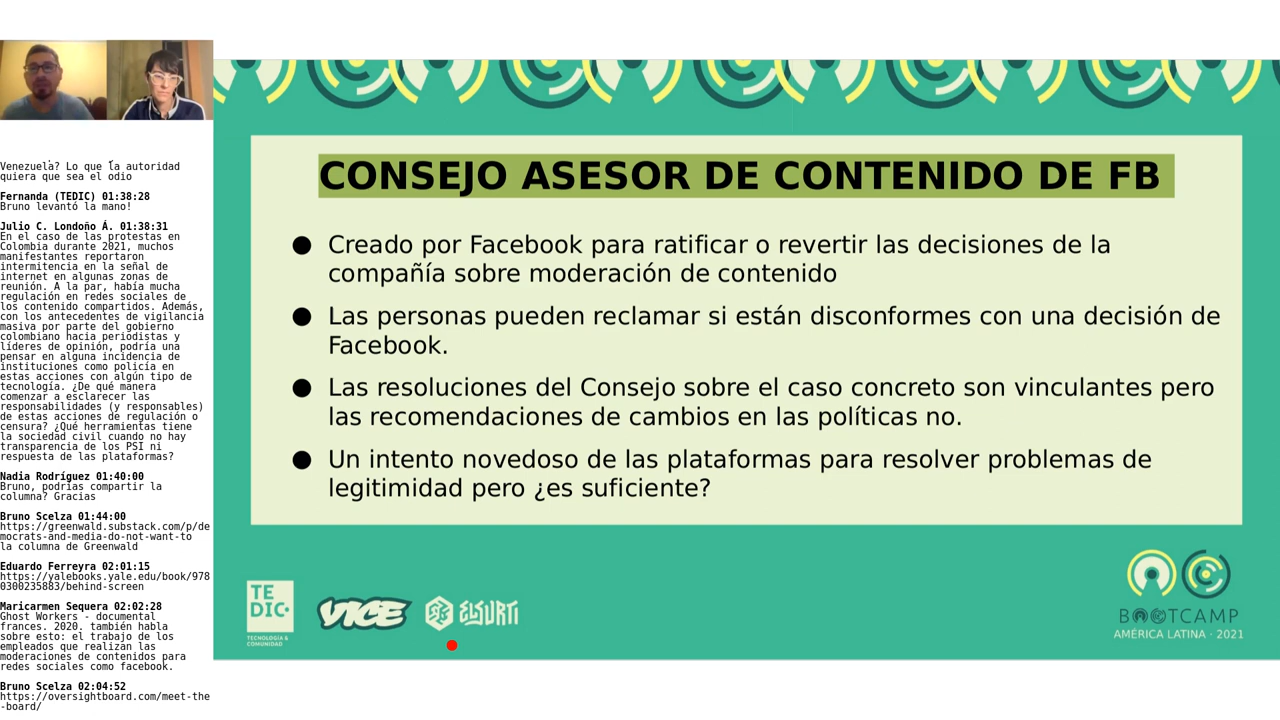 Venezuela? Lo que la autoridad
quiera que sea el odio
Fernanda (TEDIC) 01:38:28
Bruno levantó la mano!
Julio C. Londoño Á. 01:38:31
En el caso de las protestas en
Colombia durante 2021, muchos
manifestantes reportaron
intermitencia en la señal de
internet en algunas zonas de
reunión. A la par, había mucha
regulación en redes sociales de
los contenido compartidos. Además,
con los antecedentes de vigilancia
masiva por parte del gobierno
colombiano hacia periodistas y
líderes de opinión, podría una
pensar en alguna incidencia de
instituciones como policía en
estas acciones con algún tipo de
tecnología. ¿De qué manera
comenzar a esclarecer las
responsabilidades (y responsables)
de estas acciones de regulación o
censura? ¿Qué herramientas tiene
la sociedad civil cuando no hay
transparencia de los PSI ni
respuesta de las plataformas?
Nadia Rodríguez 01:40:00
Bruno, podrías compartir la
columna? Gracias
Bruno Scelza 01:44:00
https://greenwald.substack.com/p/de
mocrats-and-media-do-not-want-to
la columna de Greenwald
Eduardo Ferreyra 02:01:15
https://yalebooks.yale.edu/book/978
0300235883/behind-screen
Maricarmen Sequera 02:02:28
Ghost Workers - documental
frances. 2020. también habla
sobre esto: el trabajo de los
empleados que realizan las
moderaciones de contenidos para
redes sociales como facebook.
Bruno Scelza 02:04:52
https://oversightboard.com/meet-the
-board/
CONSEJO ASESOR DE CONTENIDO DE FB
● Creado por Facebook para ratificar o revertir las decisiones de la
compañía sobre moderación de contenido
● Las personas pueden reclamar si están disconformes con una decisión de
Facebook.
● Las resoluciones del Consejo sobre el caso concreto son vinculantes pero
las recomendaciones de cambios en las políticas no.
● Un intento novedoso de las plataformas para resolver problemas de
legitimidad pero ¿es suficiente?
TE
DIC
TECNOLOGÍA &
COMUNIDAD
VICE
ELSURTI
BOOTCAMP
AMÉRICA LATINA · 2021